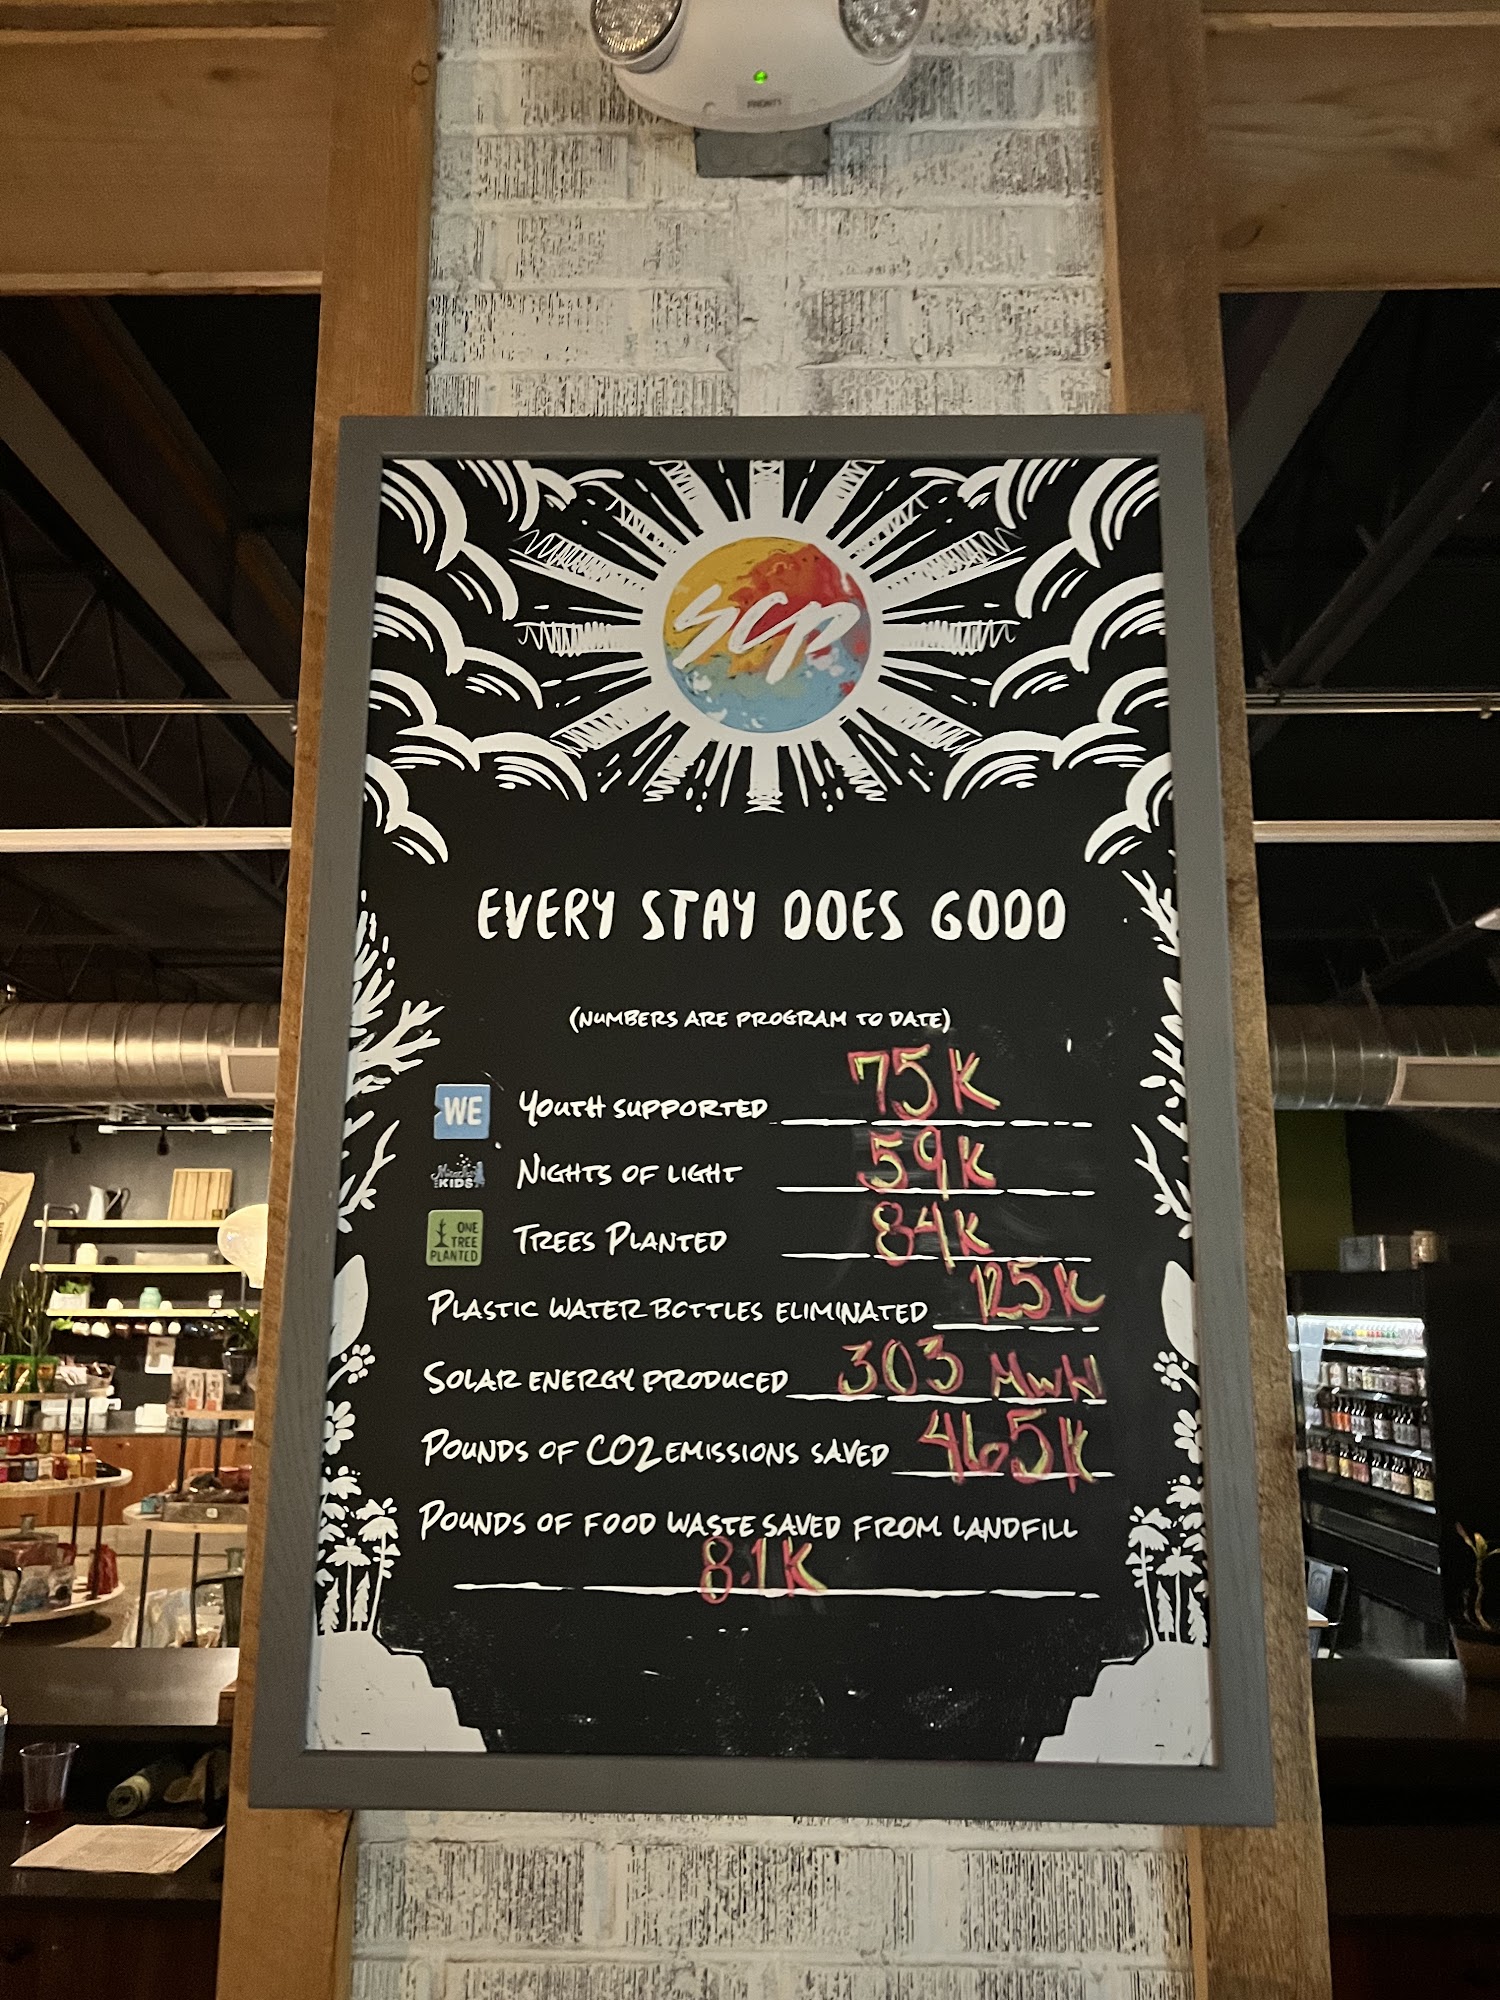 SCP
EVERY STAY DOES GOOD
(NUMBERS ARE PROGRAM TO DATE)
WE YOUTH SUPPORTED 75K
KIDS NIGHTS OF LIGHT 59K
ONE TREE PLANTED TREES PLANTED 84K
PLASTIC WATER BOTTLES ELIMINATED 125K
SOLAR ENERGY PRODUCED 303 MWH
POUNDS OF CO2 EMISSIONS SAVED 465K
POUNDS OF FOOD WASTE SAVED FROM LANDFILL
8.1K